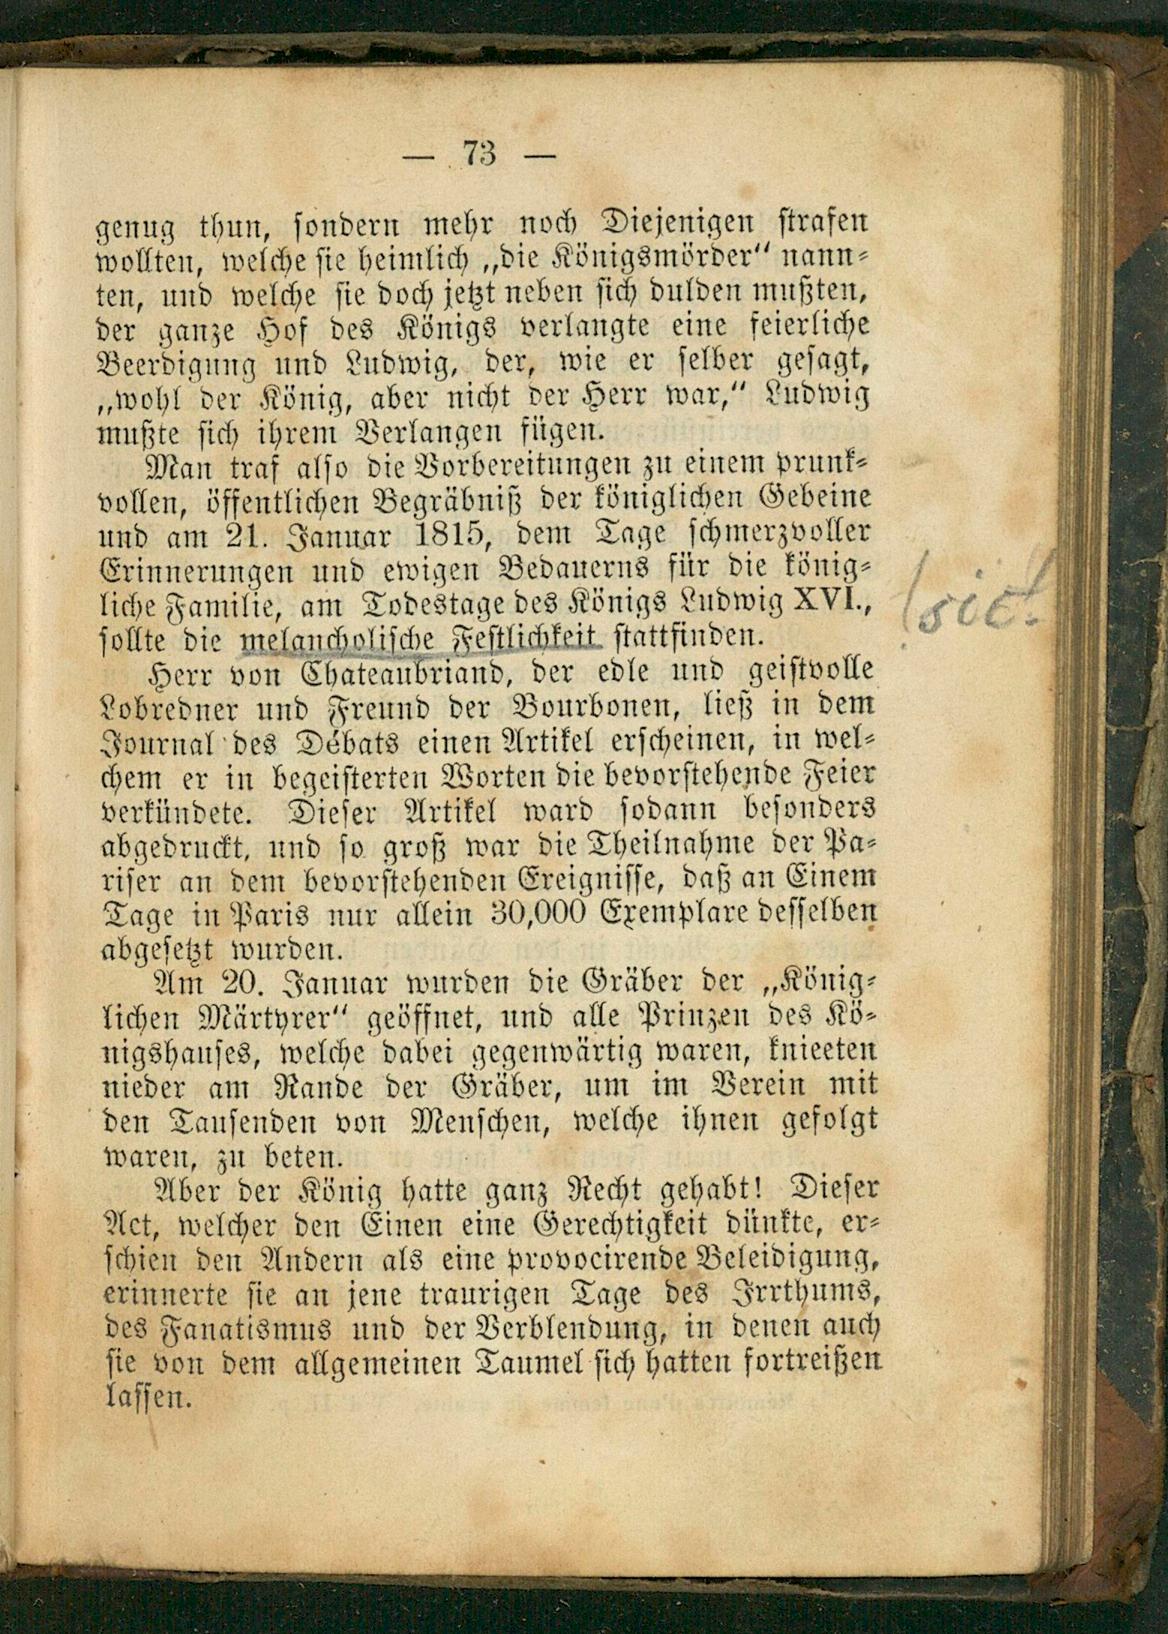 — 73 —
genug thun, sondern mehr noch Diejenigen strafen
wollten, welche sie heimlich „die Königsmörder“ nann-
ten, und welche sie doch jetzt neben sich dulden mußten,
der ganze Hof des Königs verlangte eine feierliche
Beerdigung und Ludwig, der, wie er selber gesagt,
„wohl der König, aber nicht der Herr war,“ Ludwig
mußte sich ihrem Verlangen fügen.
Man traf also die Vorbereitungen zu einem prunk-
vollen, öffentlichen Begräbniß der königlichen Gebeine
und am 21. Januar 1815, dem Tage schmerzvoller
Erinnerungen und ewigen Bedauerns für die könig-
liche Familie, am Todestage des Königs Ludwig XVI.,
sic!
sollte die melancholische Festlichkeit stattfinden.
Herr von Chateaubriand, der edle und geistvolle
Lobredner und Freund der Bourbonen, ließ in dem
Journal des Débats einen Artikel erscheinen, in wel-
chem er in begeisterten Worten die bevorstehende Feier
verkündete. Dieser Artikel ward sodann besonders
abgedruckt, und so groß war die Theilnahme der Pa-
riser an dem bevorstehenden Ereignisse, daß an Einem
Tage in Paris nur allein 30,000 Exemplare desselben
abgesetzt wurden.
Am 20. Januar wurden die Gräber der „König-
lichen Märtyrer“ geöffnet, und alle Prinzen des Kö-
nigshauses, welche dabei gegenwärtig waren, knieeten
nieder am Rande der Gräber, um im Verein mit
den Tausenden von Menschen, welche ihnen gefolgt
waren, zu beten.
Aber der König hatte ganz Recht gehabt! Dieser
Act, welcher den Einen eine Gerechtigkeit dünkte, er-
schien den Andern als eine provocirende Beleidigung,
erinnerte sie an jene traurigen Tage des Irrthums,
des Fanatismus und der Verblendung, in denen auch
sie von dem allgemeinen Taumel sich hatten fortreißen
lassen.